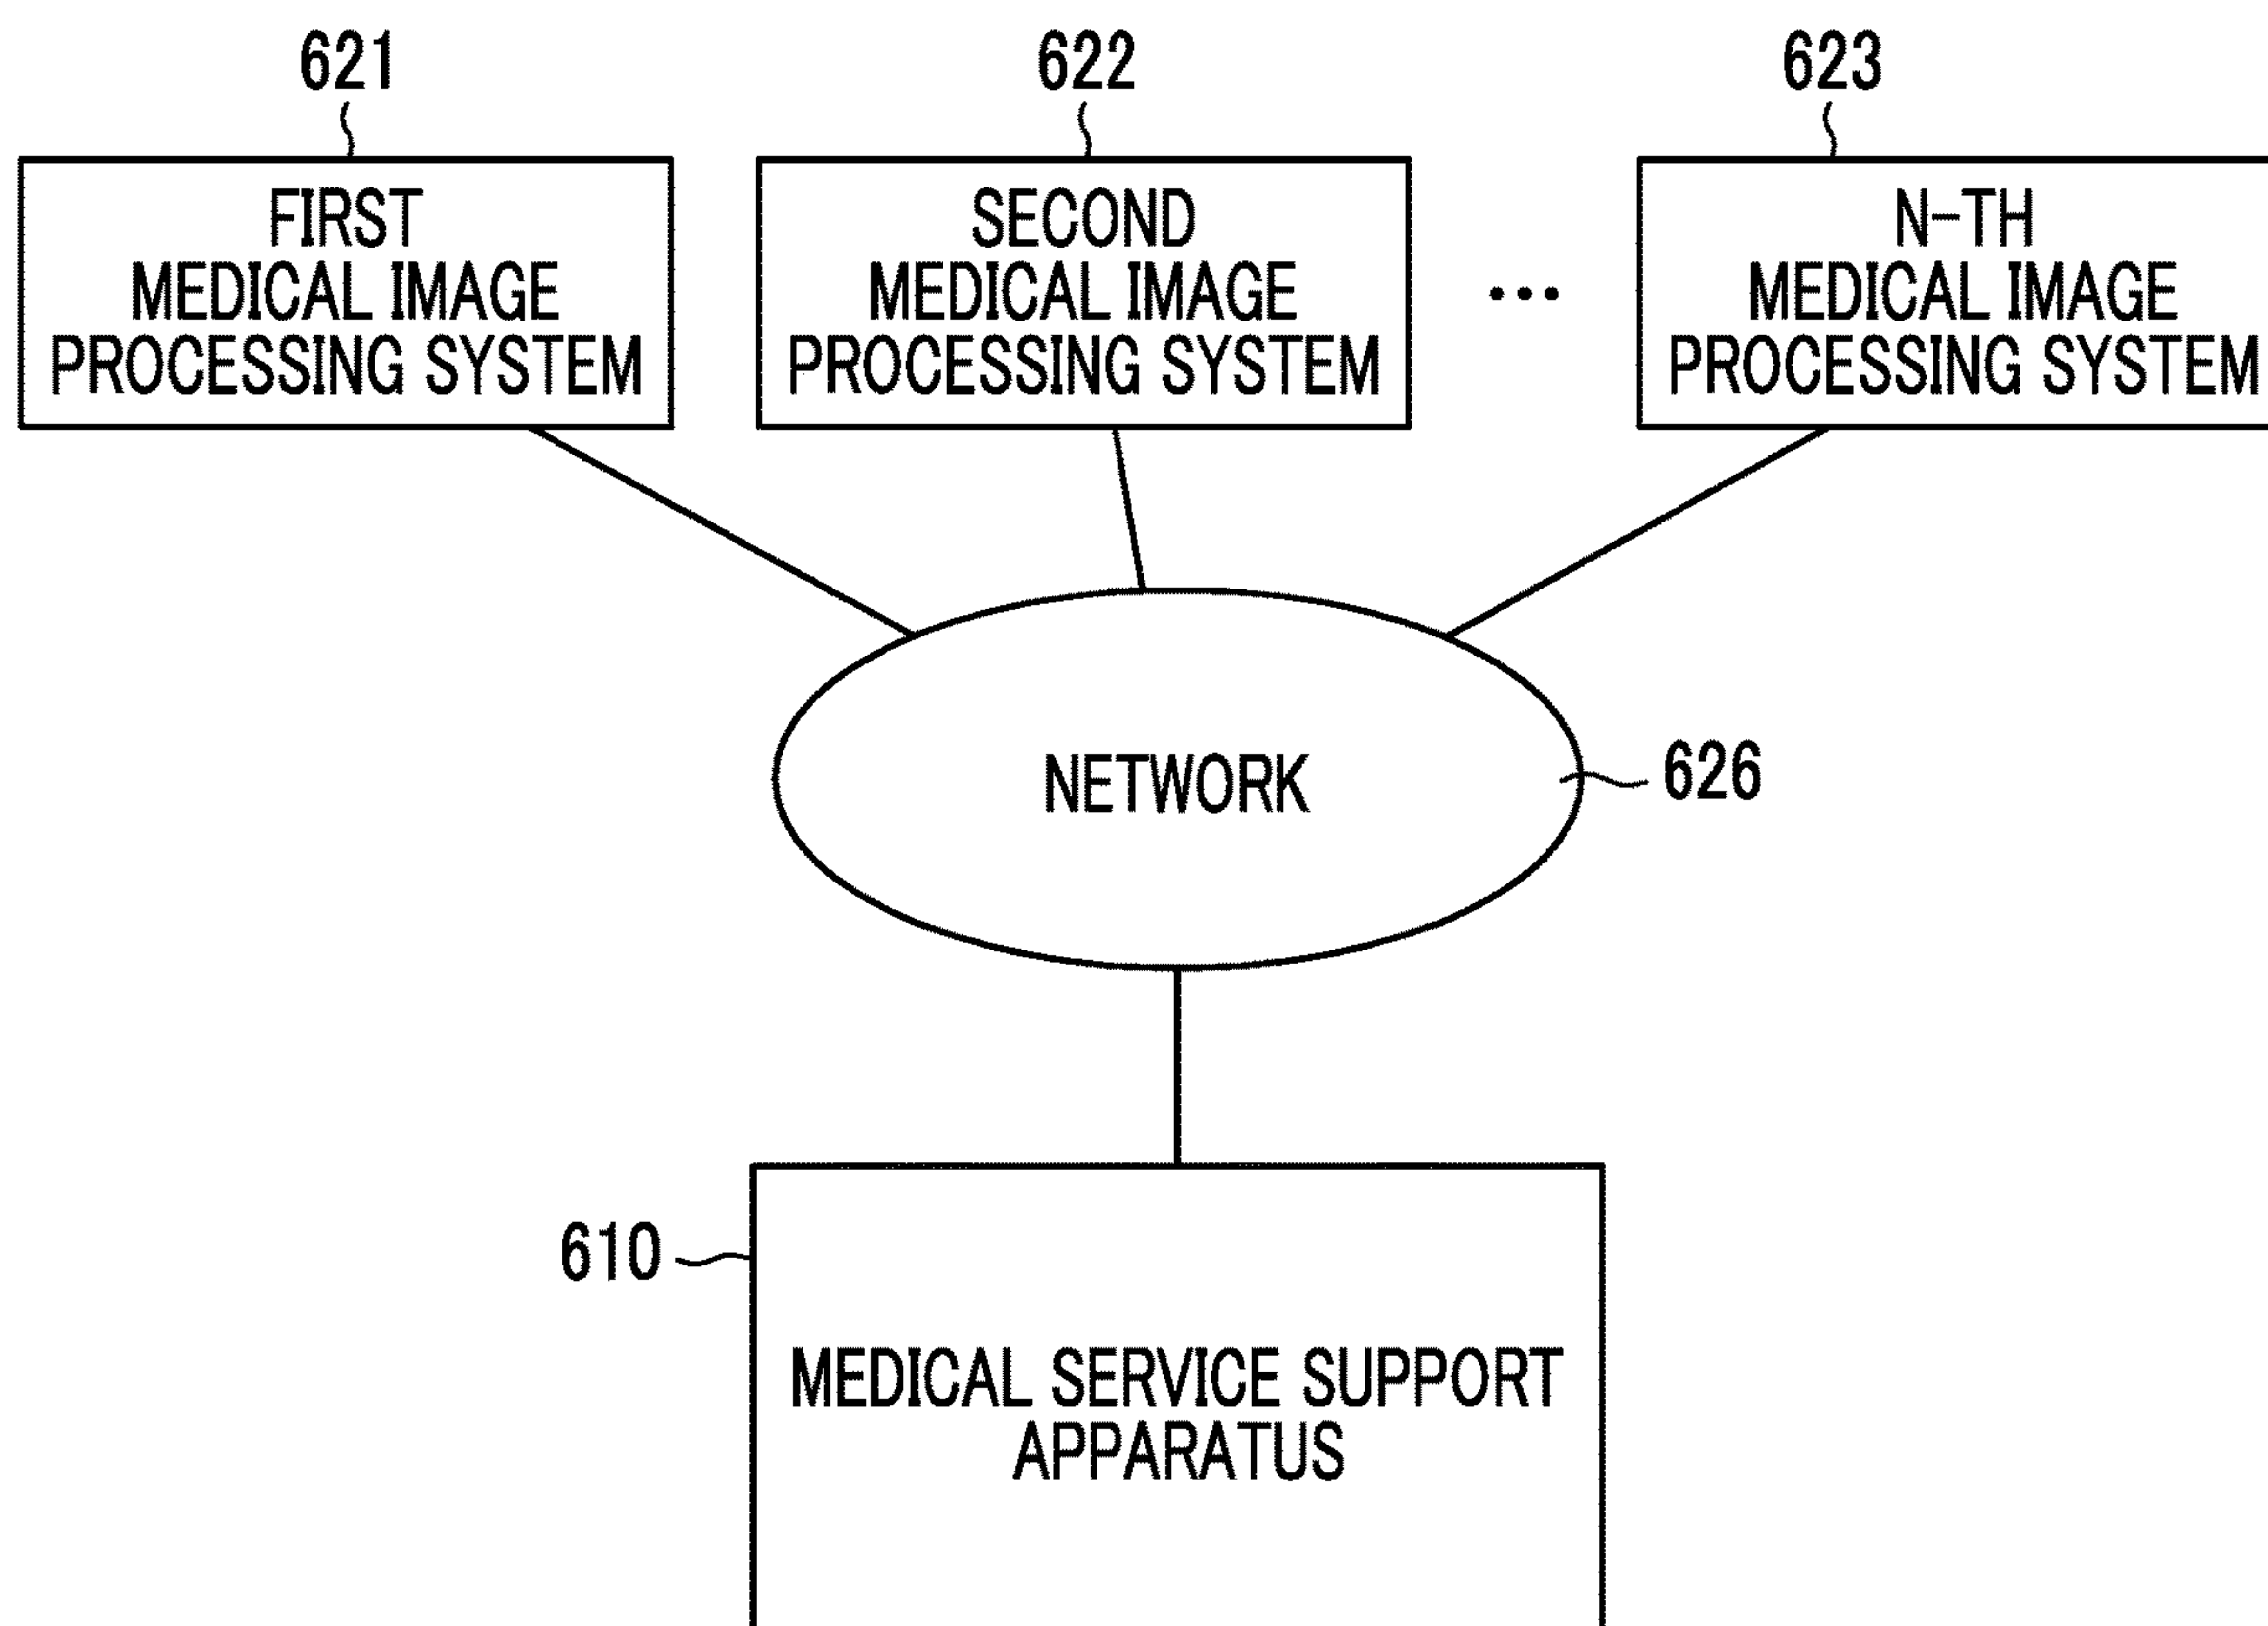 621
622
623
FIRST
MEDICAL IMAGE
PROCESSING SYSTEM
SECOND
MEDICAL IMAGE
PROCESSING SYSTEM
...
N-TH
MEDICAL IMAGE
PROCESSING SYSTEM
NETWORK
626
610
MEDICAL SERVICE SUPPORT
APPARATUS